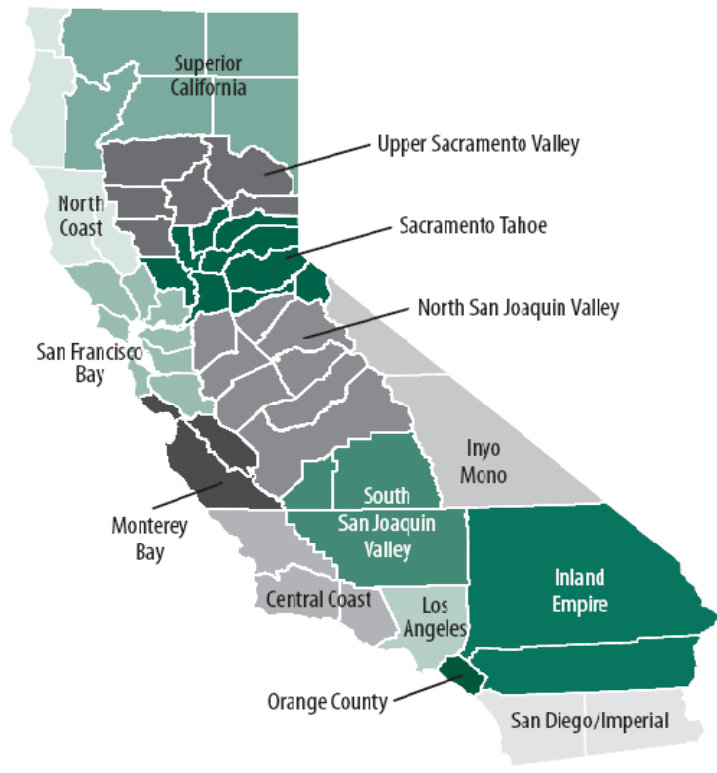 Superior
California
Upper Sacramento Valley
North
Coast
Sacramento Tahoe
North San Joaquin Valley
San Francisco
Bay
Inyo
Mono
South
San Joaquin
Valley
Monterey
Bay
Inland
Empire
Central Coast
Los
Angeles
Orange County
San Diego/Imperial